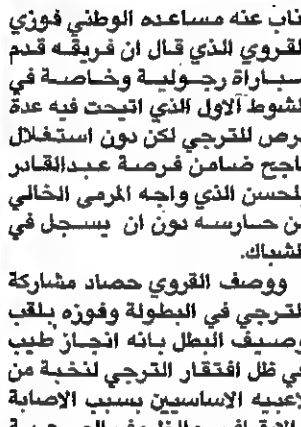 ناب عنه مساعده الوطني فوزي
القروي الذي قال ان فريقه قدم
مباراة رجولية وخاصة في
الشوط الاول الذي اتيحت فيه عدة
فرص للترجي لكن دون استغلال
ناجح ضامن فرصة عبدالقادر
بلحسن الذي واجه المرمى الخالي
من حارسه دون ان يسجل في
الشباك.
ووصف القروي حصاد مشاركة
الترجي في البطولة وفوزه بلقب
وصيف البطل بانه انجاز طيب
في ظل افتقار الترجي لنخبة من
لاعبيه الاساسيين بسبب الاصابة